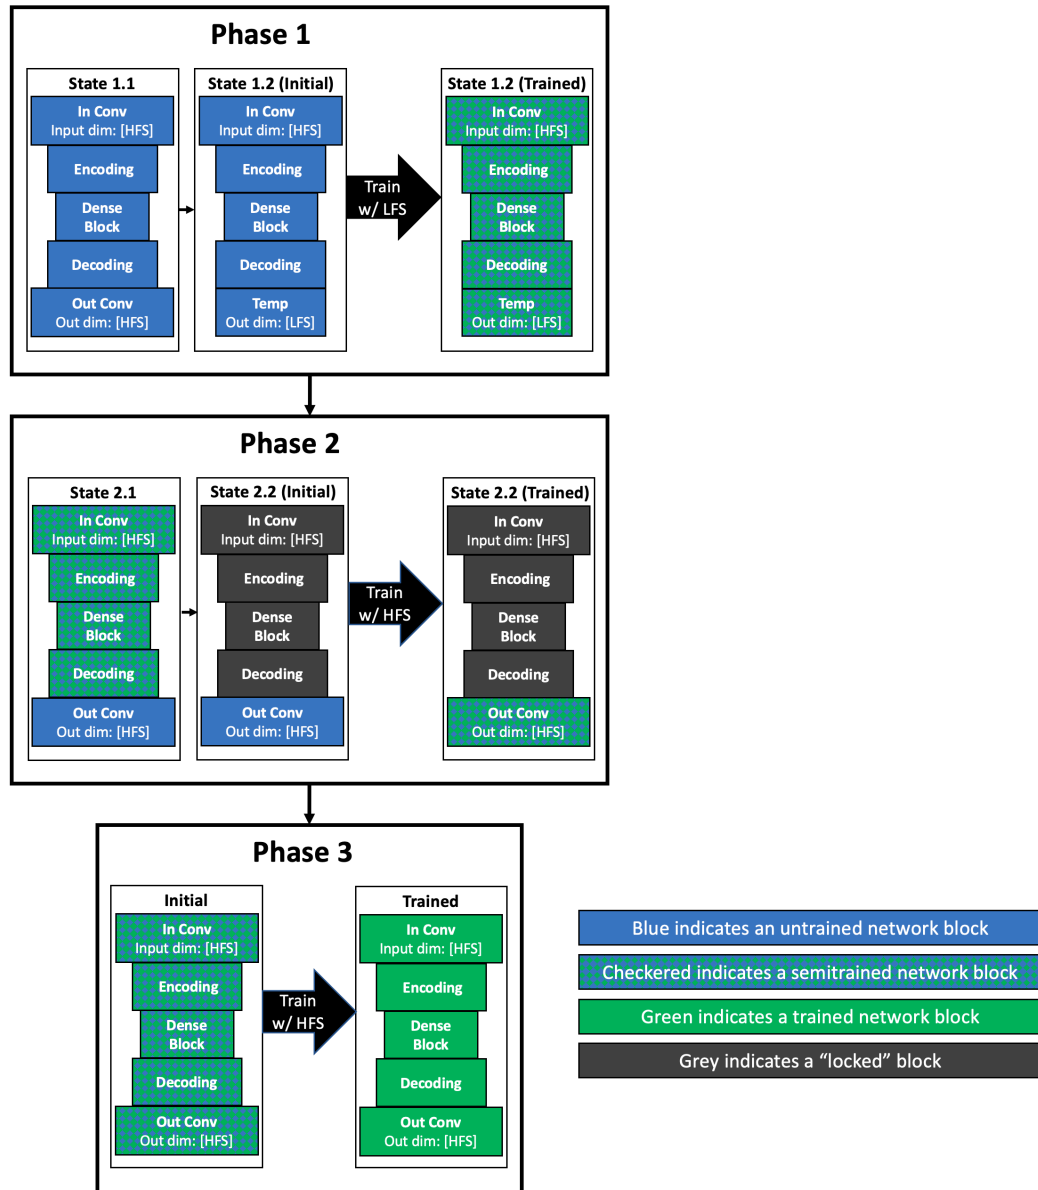 Phase 1
State 1.1
In Conv
Input dim: [HFS]
Encoding
Dense
Block
Decoding
Out Conv
Out dim: [HFS]
State 1.2 (Initial)
In Conv
Input dim: [HFS]
Encoding
Dense
Block
Decoding
Temp
Out dim: [LFS]
Train
w/ LFS
State 1.2 (Trained)
In Conv
Input dim: [HFS]
Encoding
Dense
Block
Decoding
Temp
Out dim: [LFS]
Phase 2
State 2.1
In Conv
Input dim: [HFS]
Encoding
Dense
Block
Decoding
Out Conv
Out dim: [HFS]
State 2.2 (Initial)
In Conv
Input dim: [HFS]
Encoding
Dense
Block
Decoding
Out Conv
Out dim: [HFS]
Train
w/ HFS
State 2.2 (Trained)
In Conv
Input dim: [HFS]
Encoding
Dense
Block
Decoding
Out Conv
Out dim: [HFS]
Phase 3
Initial
In Conv
Input dim: [HFS]
Encoding
Dense
Block
Decoding
Out Conv
Out dim: [HFS]
Train
w/ HFS
Trained
In Conv
Input dim: [HFS]
Encoding
Dense
Block
Decoding
Out Conv
Out dim: [HFS]
Blue indicates an untrained network block
Checkered indicates a semitrained network block
Green indicates a trained network block
Grey indicates a “locked” block